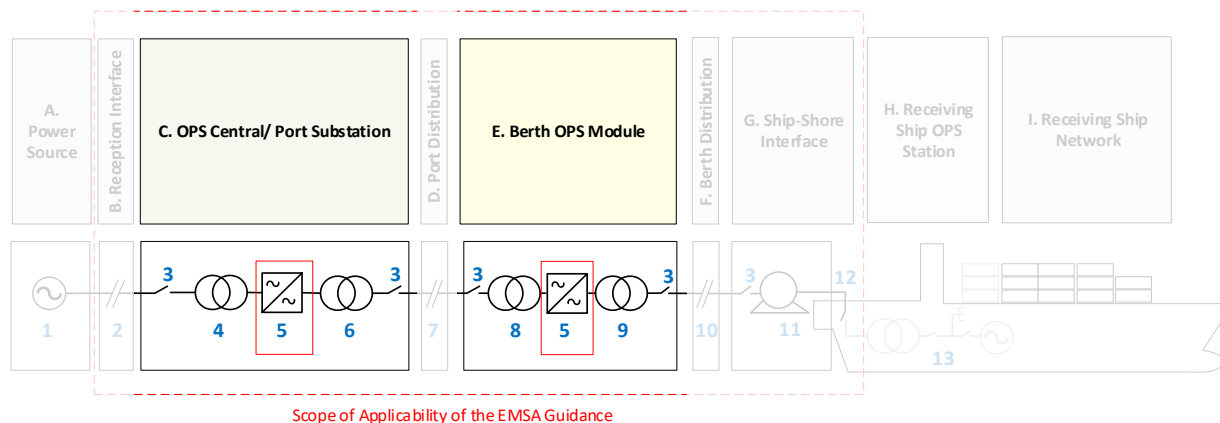 A.
Power
Source
B. Reception Interface
C. OPS Central/ Port Substation
D. Port Distribution
E. Berth OPS Module
F. Berth Distribution
G. Ship-Shore
Interface
H. Receiving
Ship OPS
Station
I. Receiving Ship
Network
1
2
3
4
5
6
3
7
3
8
5
9
3
10
3
11
12
E
13
Scope of Applicability of the EMSA Guidance